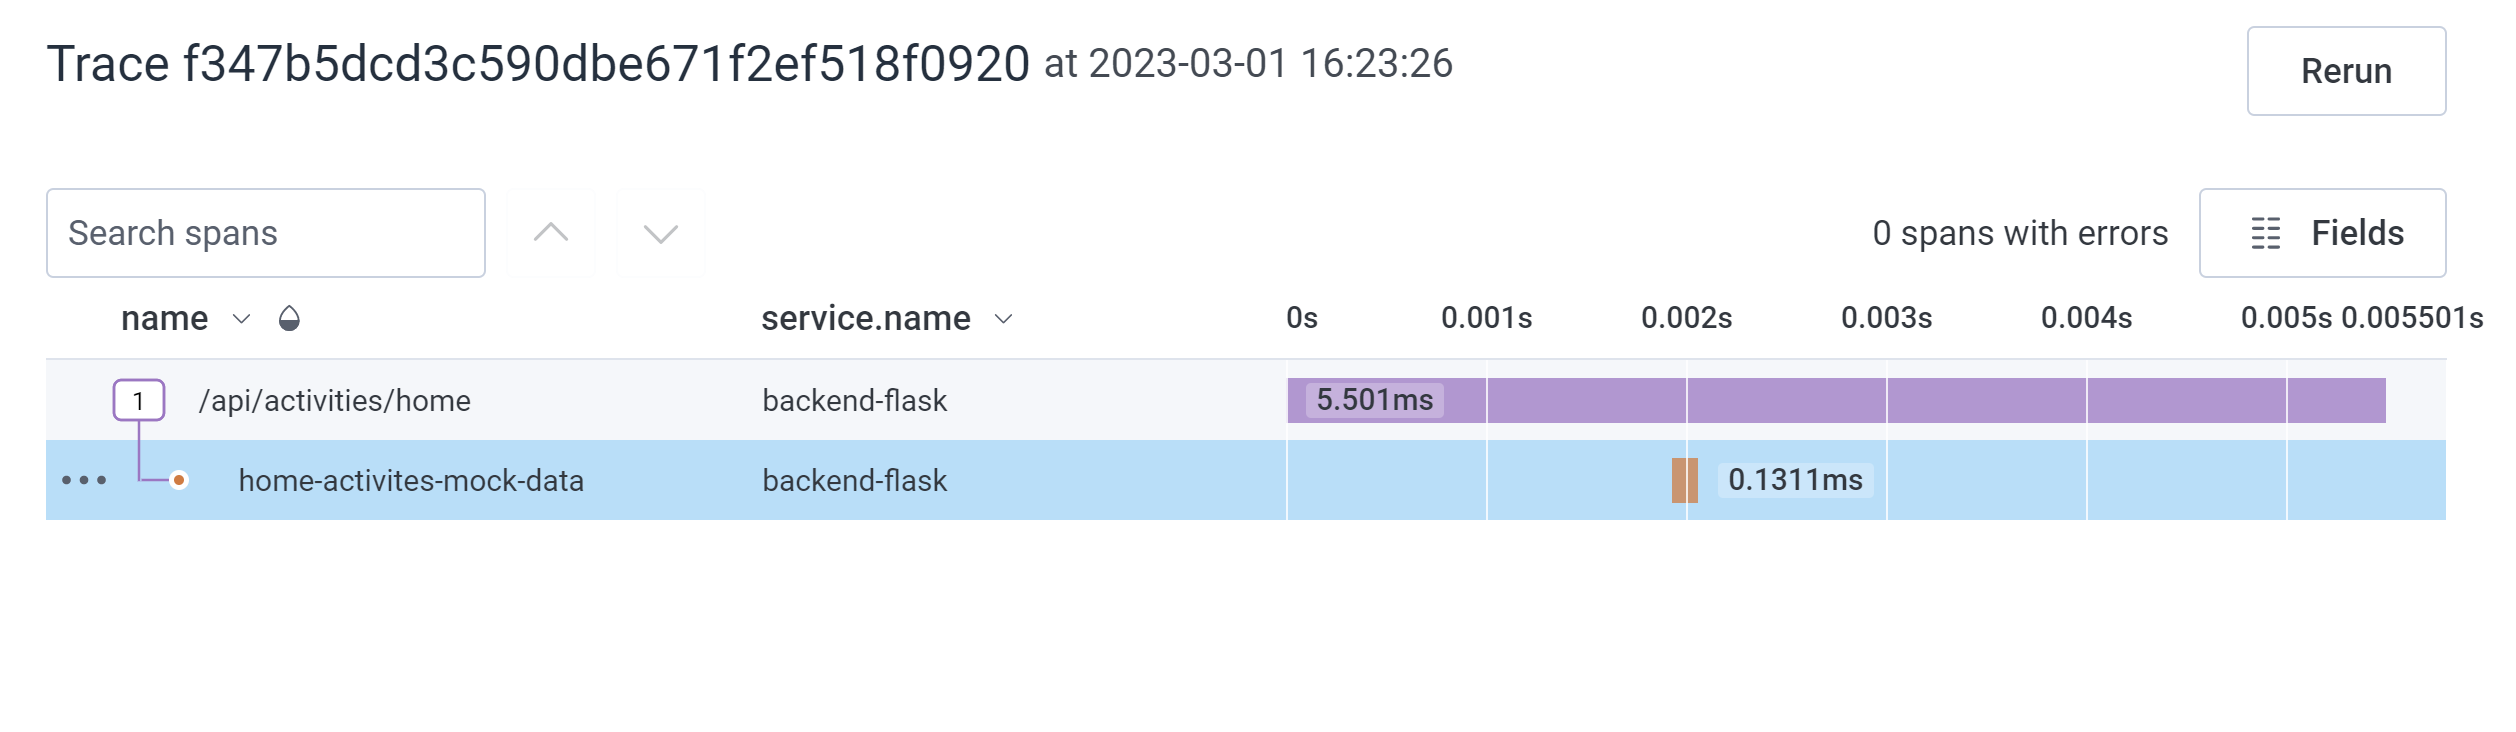 Trace f347b5dcd3c590dbe671f2ef518f0920 at 2023-03-01 16:23:26
Rerun
Search spans
0 spans with errors
Fields
name service.name 0s 0.001s 0.002s 0.003s 0.004s 0.005s 0.005501s
1 /api/activities/home backend-flask 5.501ms
home-activites-mock-data backend-flask 0.1311ms